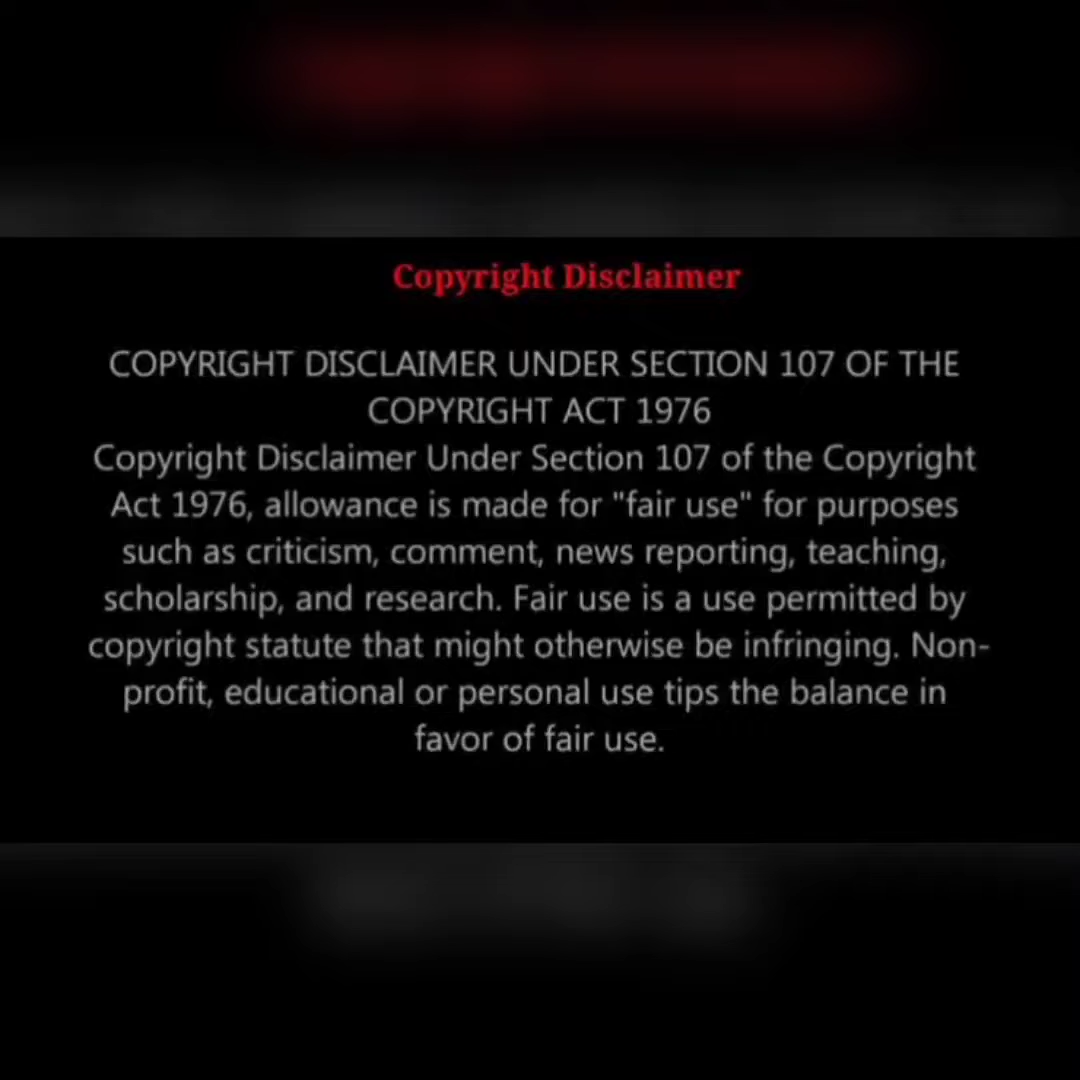 Copyright Disclaimer
COPYRIGHT DISCLAIMER UNDER SECTION 107 OF THE
COPYRIGHT ACT 1976
Copyright Disclaimer Under Section 107 of the Copyright
Act 1976, allowance is made for "fair use" for purposes
such as criticism, comment, news reporting, teaching,
scholarship, and research. Fair use is a use permitted by
copyright statute that might otherwise be infringing. Non-
profit, educational or personal use tips the balance in
favor of fair use.